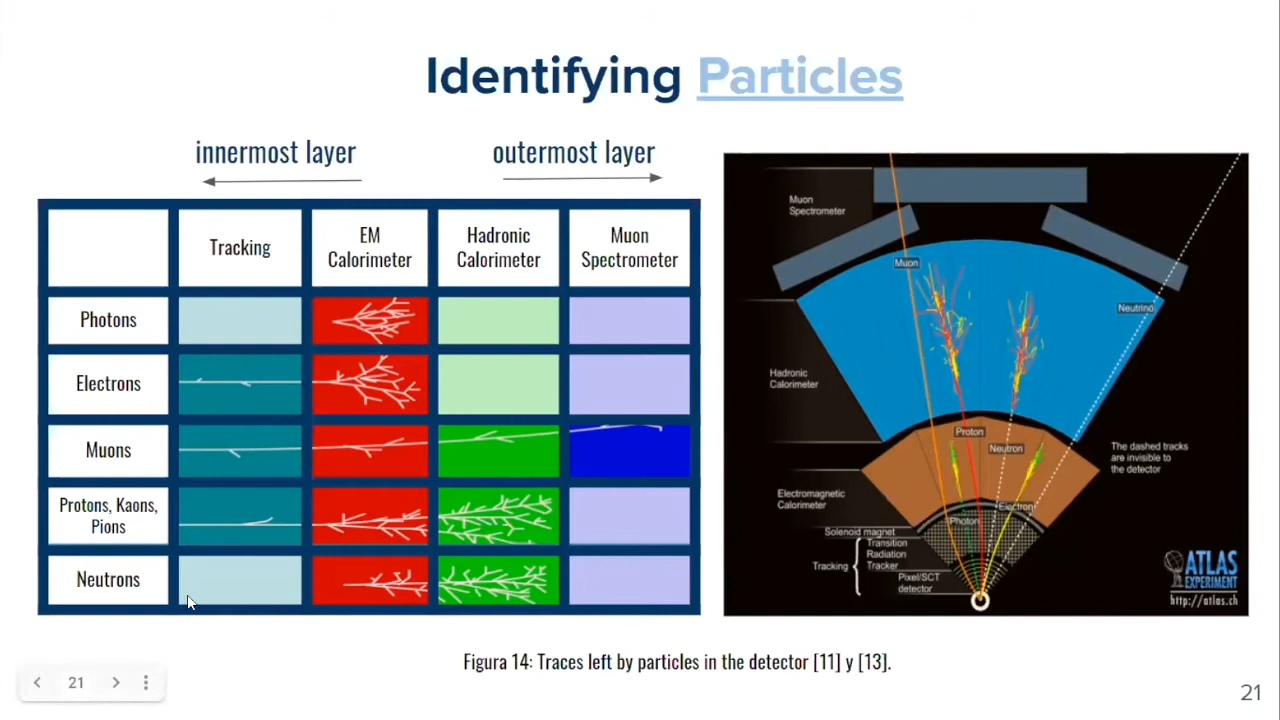 Identifying Particles
innermost layer
outermost layer
Tracking
EM
Calorimeter
Hadronic
Calorimeter
Muon
Spectrometer
Photons
Electrons
Muons
Protons, Kaons,
Pions
Neutrons
Muon
Spectrometer
Muon
Neutrino
Hadronic
Calorimeter
Proton
Neutron
The dashed tracks
are invisible to
the detector
Electromagnetic
Calorimeter
Photon
Electron
Solenoid magnet
Tracking
Transition
Radiation
Tracker
Pixel/SCT
detector
ATLAS
EXPERIMENT
http://atlas.ch
Figura 14: Traces left by particles in the detector [11] y [13].
21
21